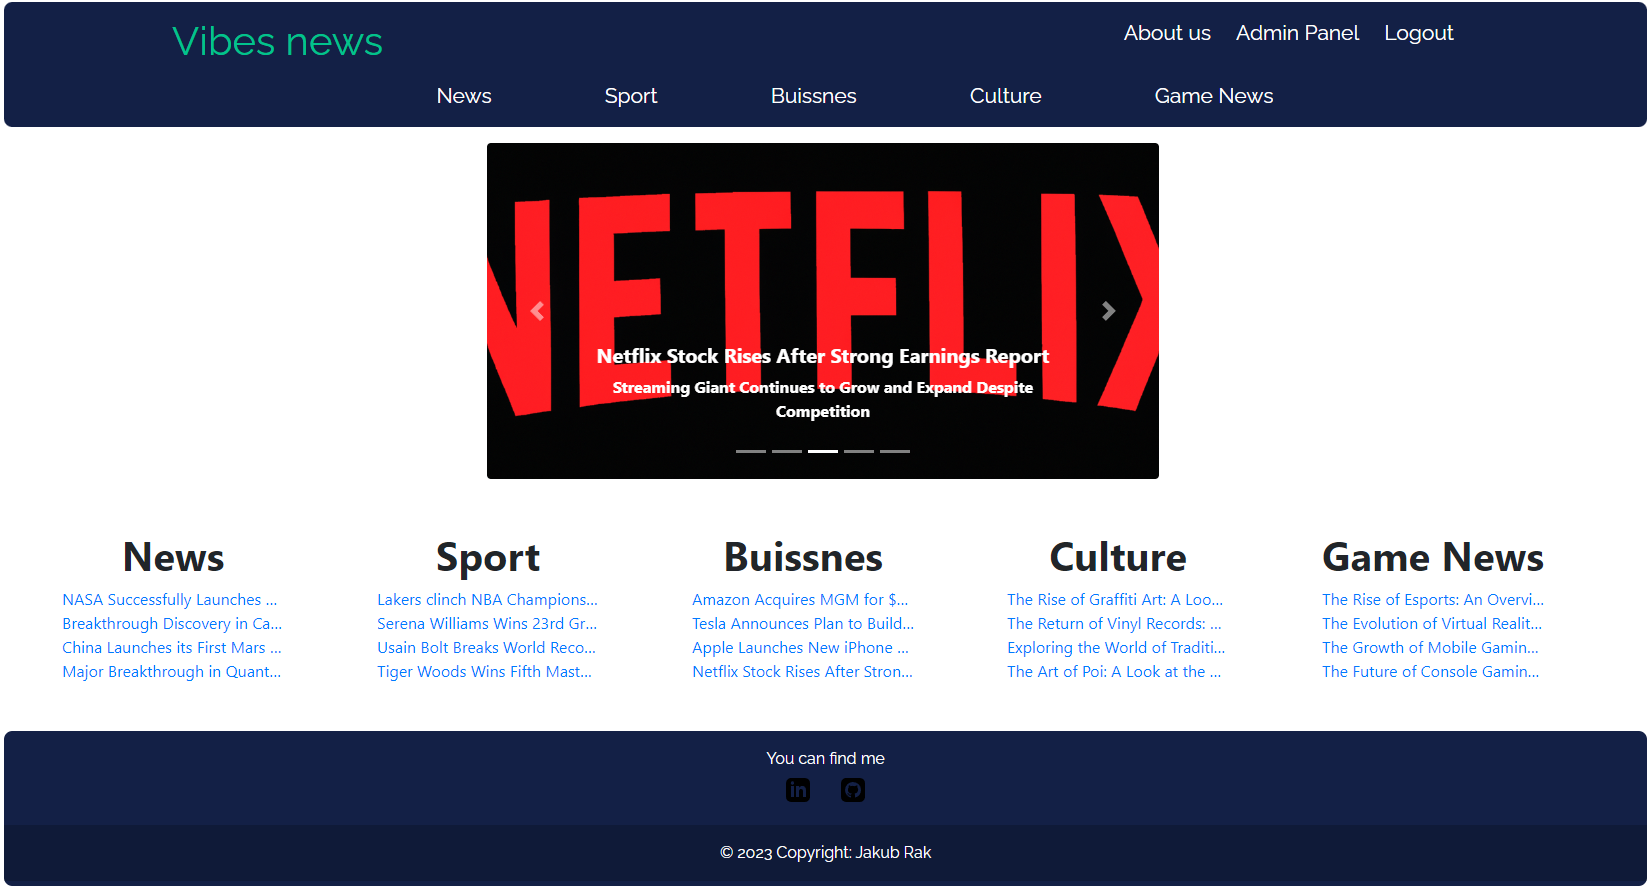 Vibes news
About us Admin Panel Logout
News Sport Buissnes Culture Game News
NETFLIX
Netflix Stock Rises After Strong Earnings Report
Streaming Giant Continues to Grow and Expand Despite
Competition
News
NASA Successfully Launches ...
Breakthrough Discovery in Ca...
China Launches its First Mars ...
Major Breakthrough in Quant...
Sport
Lakers clinch NBA Champions...
Serena Williams Wins 23rd Gr...
Usain Bolt Breaks World Reco...
Tiger Woods Wins Fifth Mast...
Buissnes
Amazon Acquires MGM for $...
Tesla Announces Plan to Build...
Apple Launches New iPhone ...
Netflix Stock Rises After Stron...
Culture
The Rise of Graffiti Art: A Loo...
The Return of Vinyl Records: ...
Exploring the World of Traditi...
The Art of Poi: A Look at the ...
Game News
The Rise of Esports: An Overvi...
The Evolution of Virtual Realit...
The Growth of Mobile Gamin...
The Future of Console Gamin...
You can find me
in
© 2023 Copyright: Jakub Rak